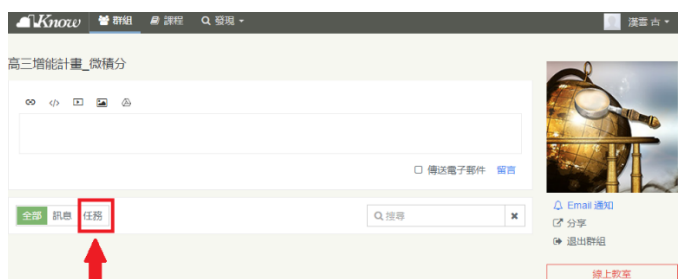 Know 群組 課程 發現 漢霄 古
高三增能計畫_微積分
傳送電子郵件 留言
全部 訊息 任務 搜尋
Email 通知
分享
退出群組
線上教室